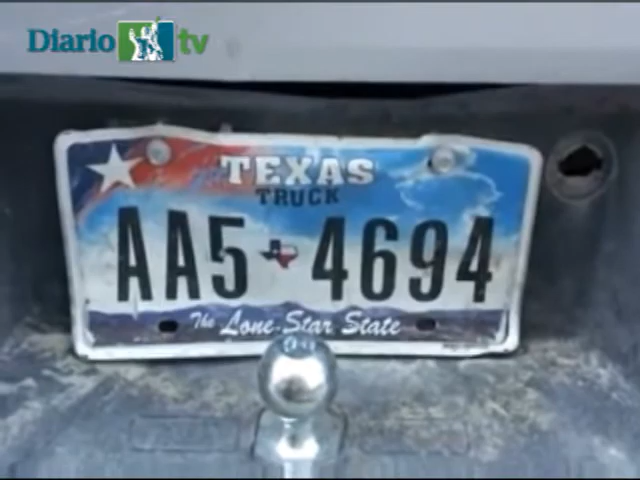 Diario tv
TEXAS
TRUCK
AA5 4694
The Lone Star State